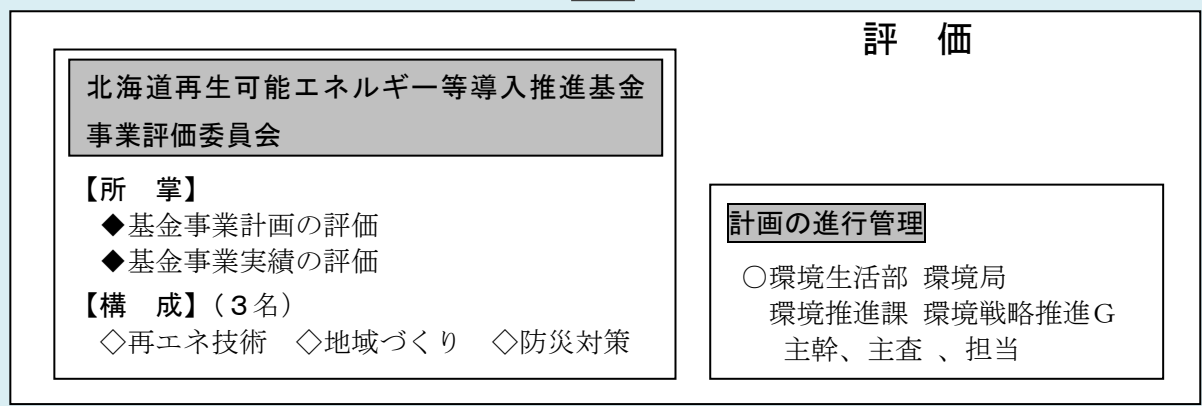 評　価
北海道再生可能エネルギー等導入推進基金
事業評価委員会
【所　掌】
◆基金事業計画の評価
◆基金事業実績の評価
【構　成】（３名）
◇再エネ技術　◇地域づくり　◇防災対策
計画の進行管理
○環境生活部 環境局
環境推進課 環境戦略推進Ｇ
主幹、主査 、担当